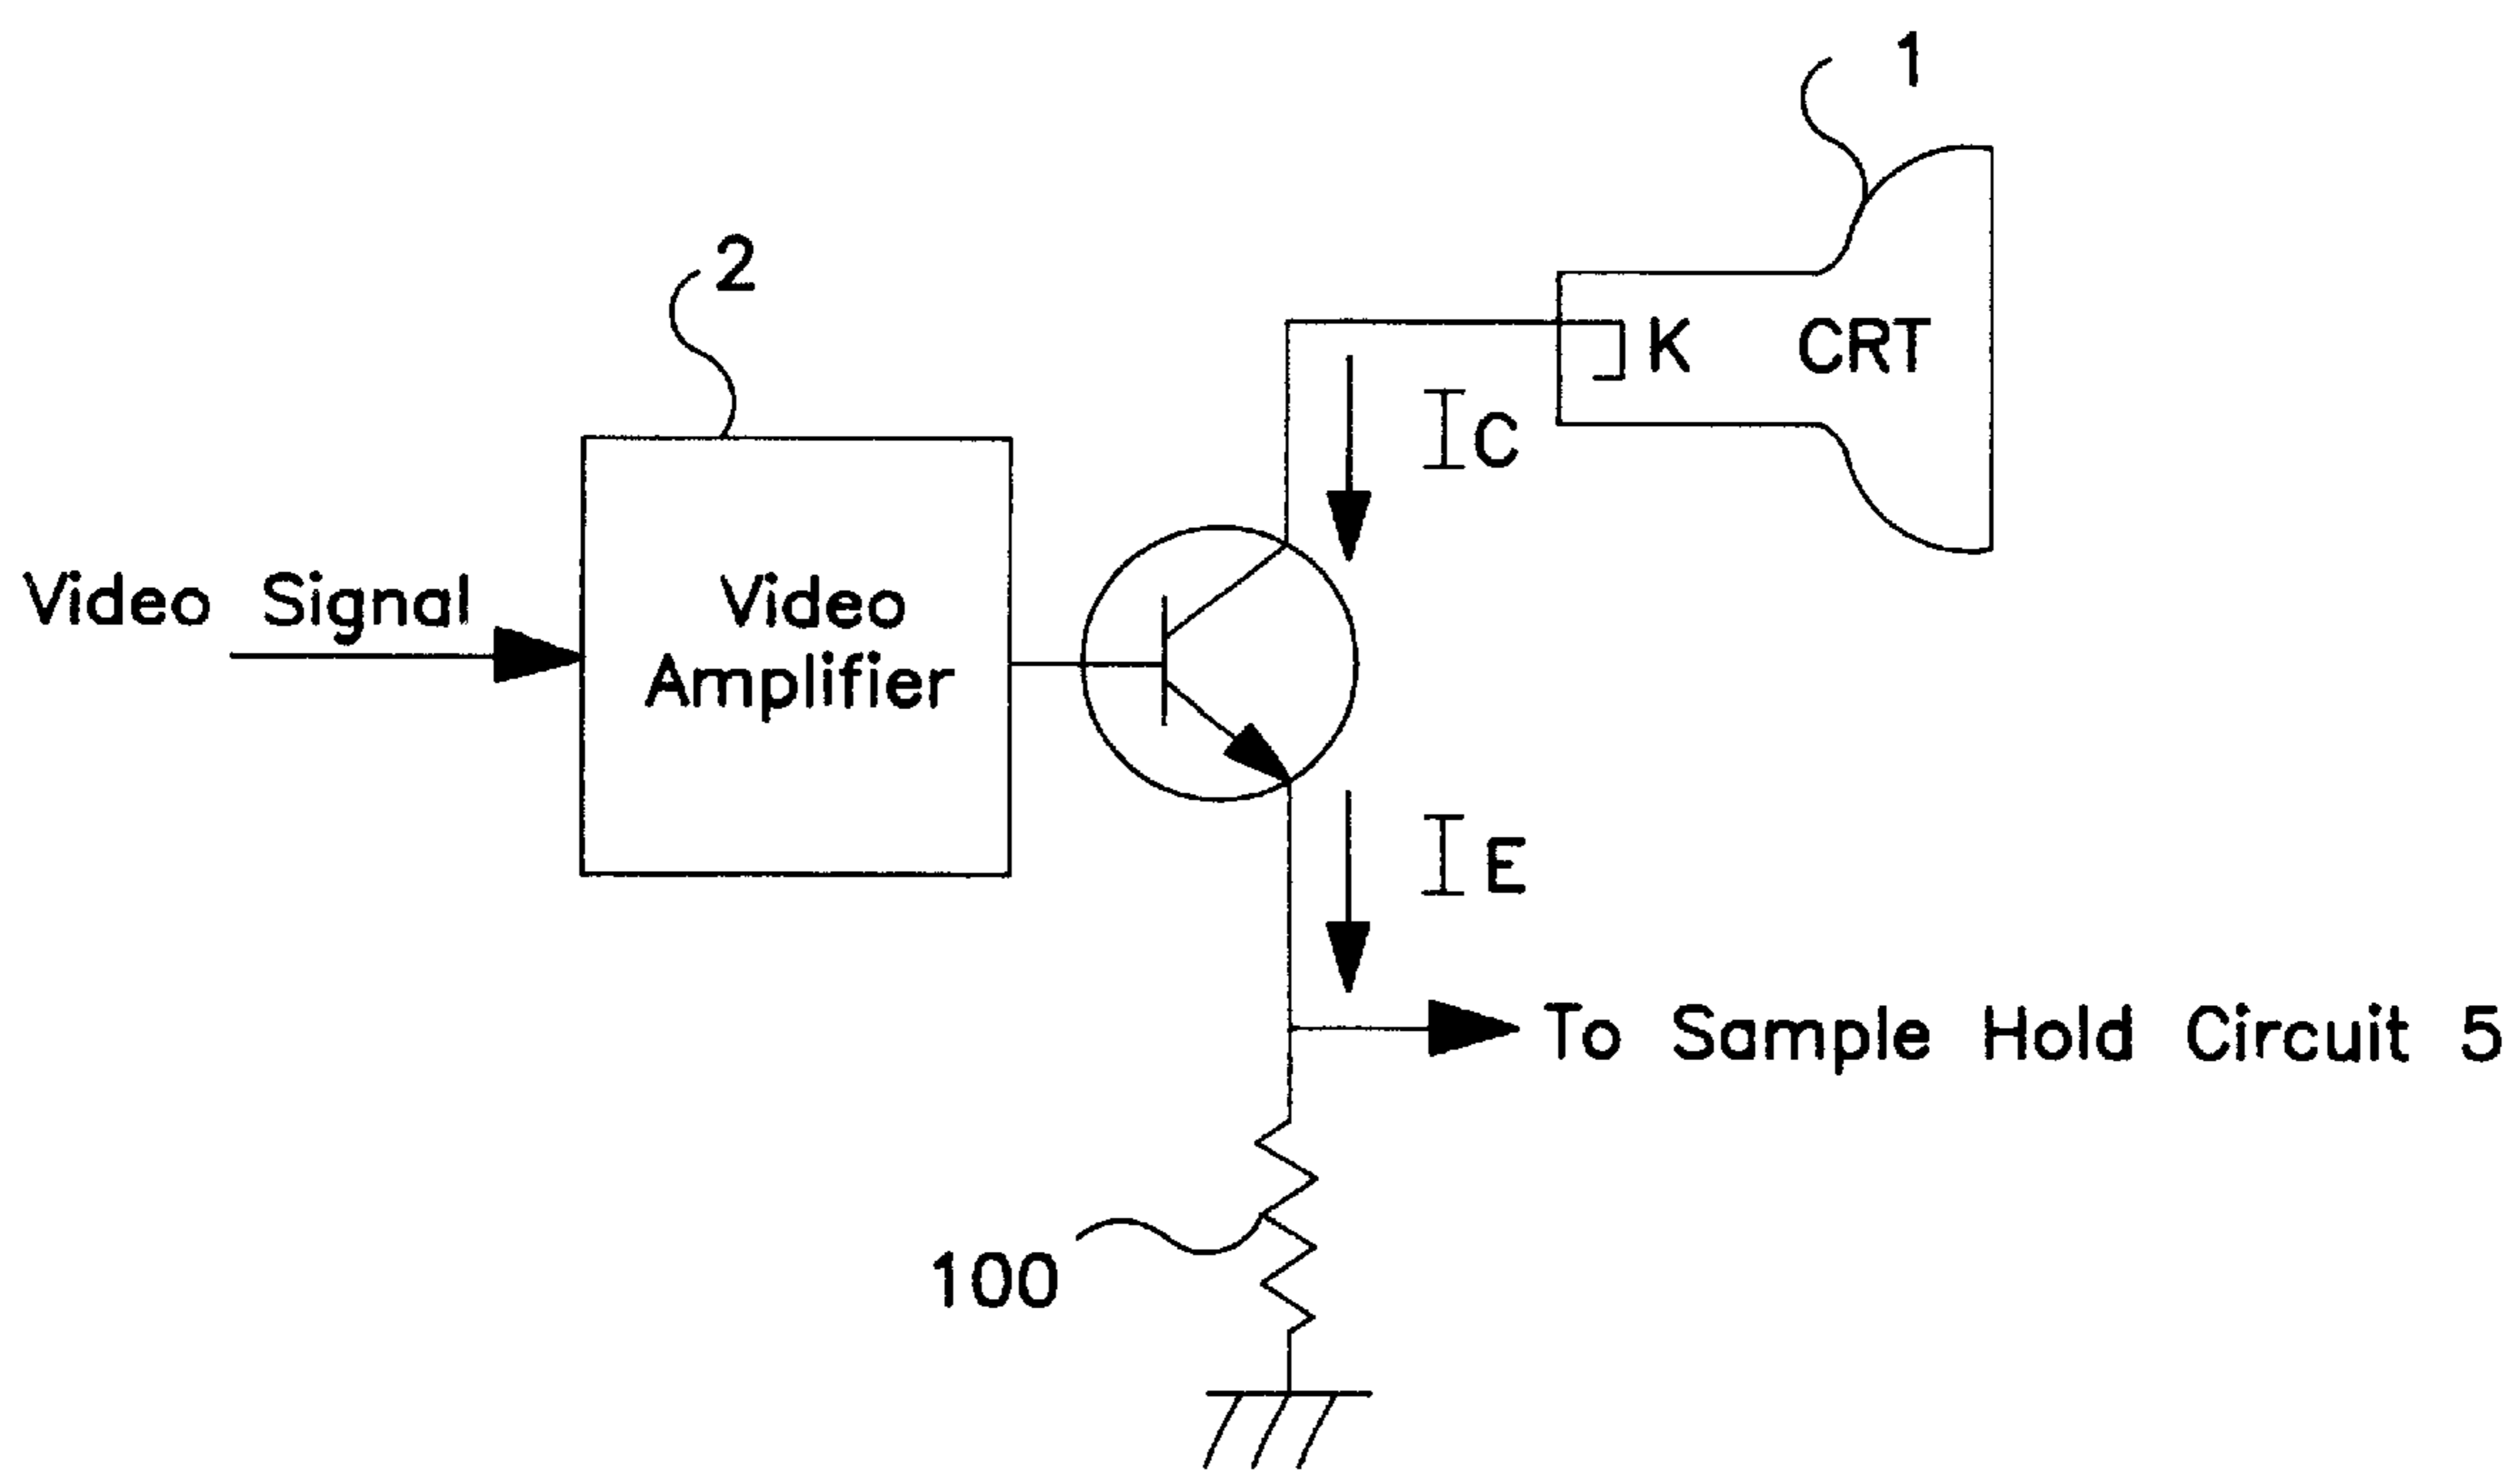 1
2
K CRT
IC
Video Signal
Video
Amplifier
IE
To Sample Hold Circuit 5
100